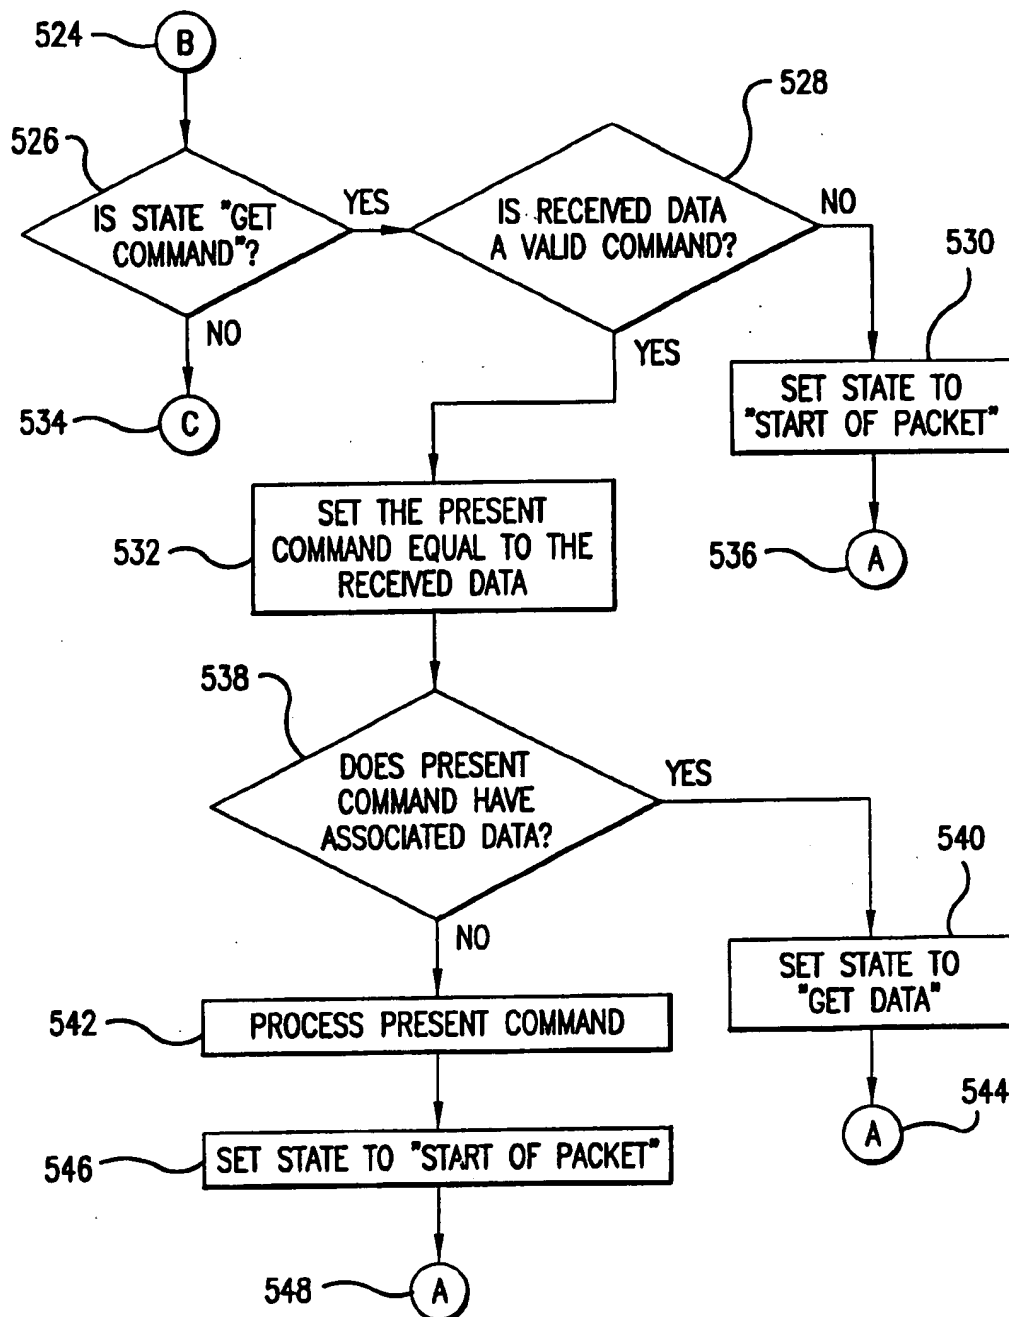 524
B
526
528
IS STATE "GET
COMMAND"?
YES
IS RECEIVED DATA
A VALID COMMAND?
NO
530
NO
YES
SET STATE TO
"START OF PACKET"
534
C
SET THE PRESENT
COMMAND EQUAL TO THE
RECEIVED DATA
532
536
A
538
DOES PRESENT
COMMAND HAVE
ASSOCIATED DATA?
YES
540
NO
SET STATE TO
"GET DATA"
542
PROCESS PRESENT COMMAND
544
A
546
SET STATE TO "START OF PACKET"
548
A